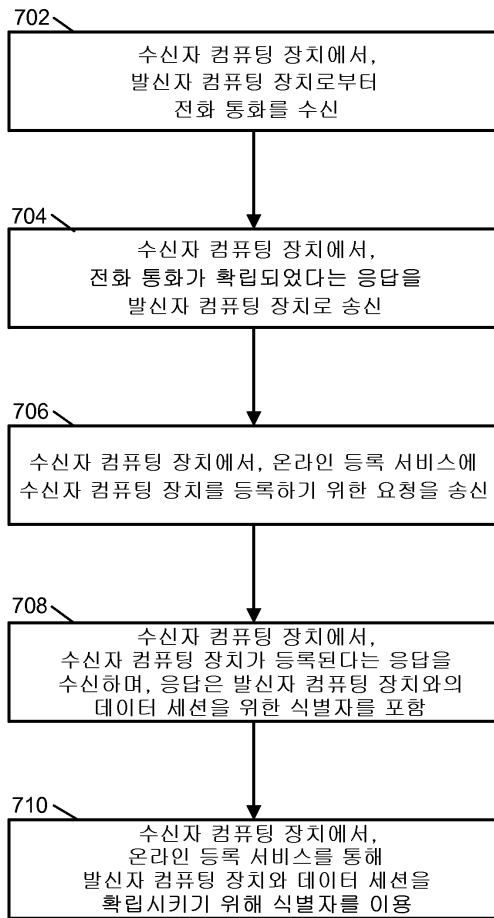 702
수신자 컴퓨팅 장치에서,
발신자 컴퓨팅 장치로부터
전화 통화를 수신
704
수신자 컴퓨팅 장치에서,
전화 통화가 확립되었다는 응답을
발신자 컴퓨팅 장치로 송신
706
수신자 컴퓨팅 장치에서, 온라인 등록 서비스에
수신자 컴퓨팅 장치를 등록하기 위한 요청을 송신
708
수신자 컴퓨팅 장치에서,
수신자 컴퓨팅 장치가 등록된다는 응답을
수신하며, 응답은 발신자 컴퓨팅 장치와의
데이터 세션을 위한 식별자를 포함
710
수신자 컴퓨팅 장치에서,
온라인 등록 서비스를 통해
발신자 컴퓨팅 장치와 데이터 세션을
확립시키기 위해 식별자를 이용